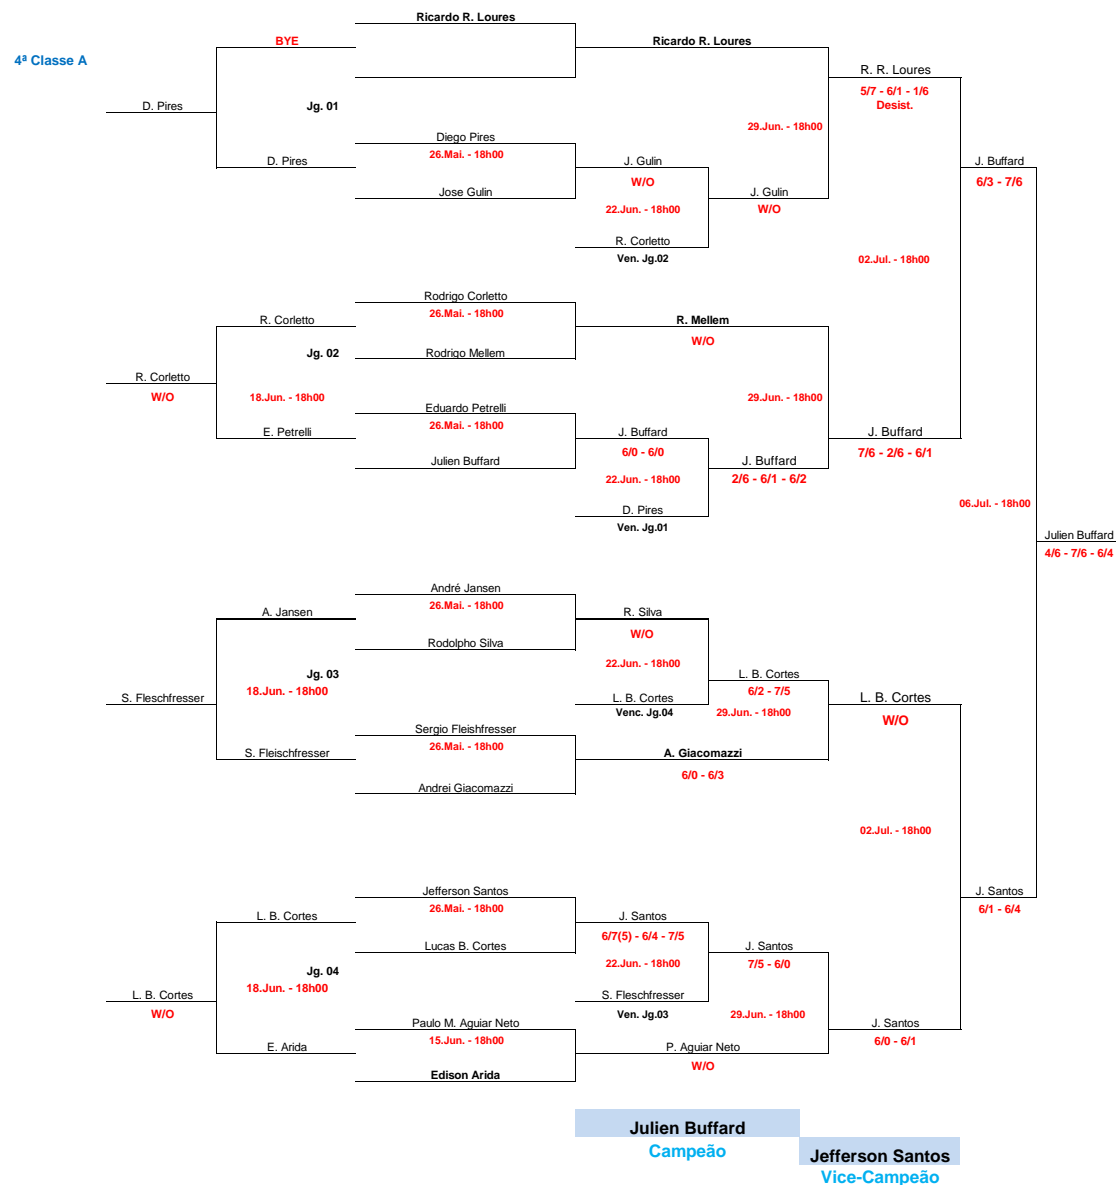 Ricardo R. Loures
BYE
Ricardo R. Loures
4ª Classe A
R. R. Loures
5/7 - 6/1 - 1/6
Desist.
D. Pires
Jg. 01
29.Jun. - 18h00
Diego Pires
26.Mai. - 18h00
D. Pires
J. Gulin
J. Buffard
W/O
6/3 - 7/6
Jose Gulin
J. Gulin
22.Jun. - 18h00
W/O
R. Corletto
Ven. Jg.02
02.Jul. - 18h00
Rodrigo Corletto
26.Mai. - 18h00
R. Corletto
R. Mellem
W/O
Jg. 02
Rodrigo Mellem
R. Corletto
W/O
18.Jun. - 18h00
29.Jun. - 18h00
Eduardo Petrelli
26.Mai. - 18h00
E. Petrelli
J. Buffard
J. Buffard
6/0 - 6/0
7/6 - 2/6 - 6/1
Julien Buffard
J. Buffard
22.Jun. - 18h00
2/6 - 6/1 - 6/2
06.Jul. - 18h00
D. Pires
Ven. Jg.01
Julien Buffard
4/6 - 7/6 - 6/4
André Jansen
26.Mai. - 18h00
A. Jansen
R. Silva
W/O
Rodolpho Silva
22.Jun. - 18h00
Jg. 03
L. B. Cortes
18.Jun. - 18h00
6/2 - 7/5
S. Fleschfresser
L. B. Cortes
L. B. Cortes
Venc. Jg.04
29.Jun. - 18h00
W/O
Sergio Fleishfresser
26.Mai. - 18h00
S. Fleischfresser
A. Giacomazzi
6/0 - 6/3
Andrei Giacomazzi
02.Jul. - 18h00
Jefferson Santos
J. Santos
26.Mai. - 18h00
6/1 - 6/4
L. B. Cortes
J. Santos
6/7(5) - 6/4 - 7/5
Lucas B. Cortes
J. Santos
22.Jun. - 18h00
7/5 - 6/0
Jg. 04
18.Jun. - 18h00
L. B. Cortes
S. Fleschfresser
W/O
Ven. Jg.03
29.Jun. - 18h00
Paulo M. Aguiar Neto
J. Santos
15.Jun. - 18h00
6/0 - 6/1
E. Arida
P. Aguiar Neto
W/O
Edison Arida
Julien Buffard
Campeão
Jefferson Santos
Vice-Campeão